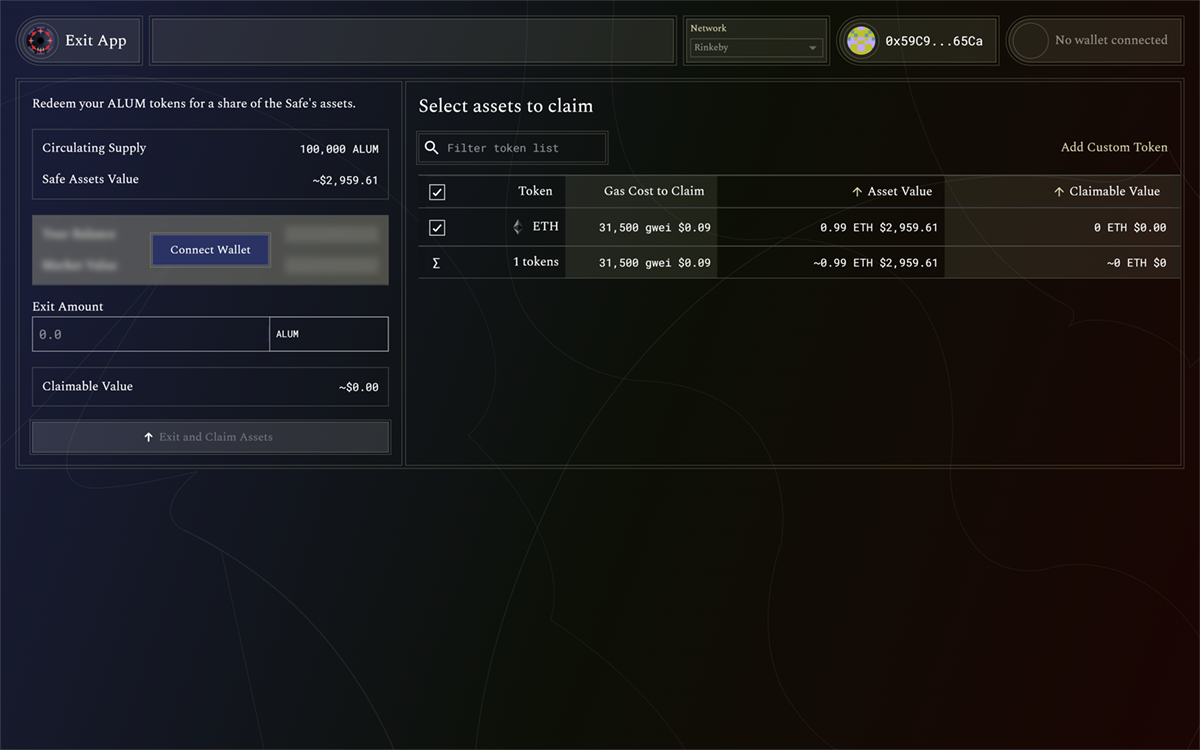 Exit App
Network
Rinkeby
0x59C9...65Ca
No wallet connected
Redeem your ALUM tokens for a share of the Safe's assets.
Circulating Supply 100,000 ALUM
Safe Assets Value ~$2,959.61
Your Balance
Connect Wallet
Market Value
Exit Amount
0.0 ALUM
Claimable Value ~$0.00
Exit and Claim Assets
Select assets to claim
Filter token list
Add Custom Token
Token Gas Cost to Claim ↑ Asset Value ↑ Claimable Value
ETH 31,500 gwei $0.09 0.99 ETH $2,959.61 0 ETH $0.00
Σ 1 tokens 31,500 gwei $0.09 ~0.99 ETH $2,959.61 ~0 ETH $0